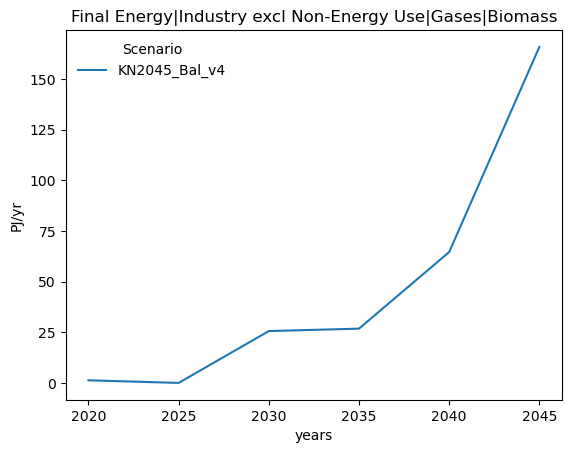 Final Energy|Industry excl Non-Energy Use|Gases|Biomass
Scenario
KN2045_Bal_v4
PJ/yr
150
125
100
75
50
25
0
2020 2025 2030 2035 2040 2045
years